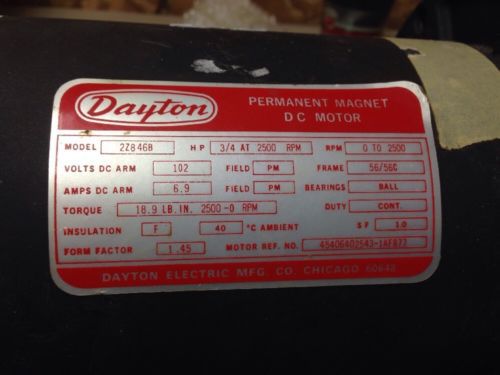 Dayton
PERMANENT MAGNET
DC MOTOR
MODEL 2Z846B HP 3/4 AT 2500 RPM RPM 0 TO 2500
VOLTS DC ARM 102 FIELD PM FRAME 56/56C
AMPS DC ARM 6.9 FIELD PM BEARINGS BALL
TORQUE 18.9 LB.IN. 2500-0 RPM DUTY CONT.
INSULATION F 40 °C AMBIENT SF 1.0
FORM FACTOR 1.45 MOTOR REF. NO. 45406402543-1AF877
DAYTON ELECTRIC MFG. CO. CHICAGO 60648